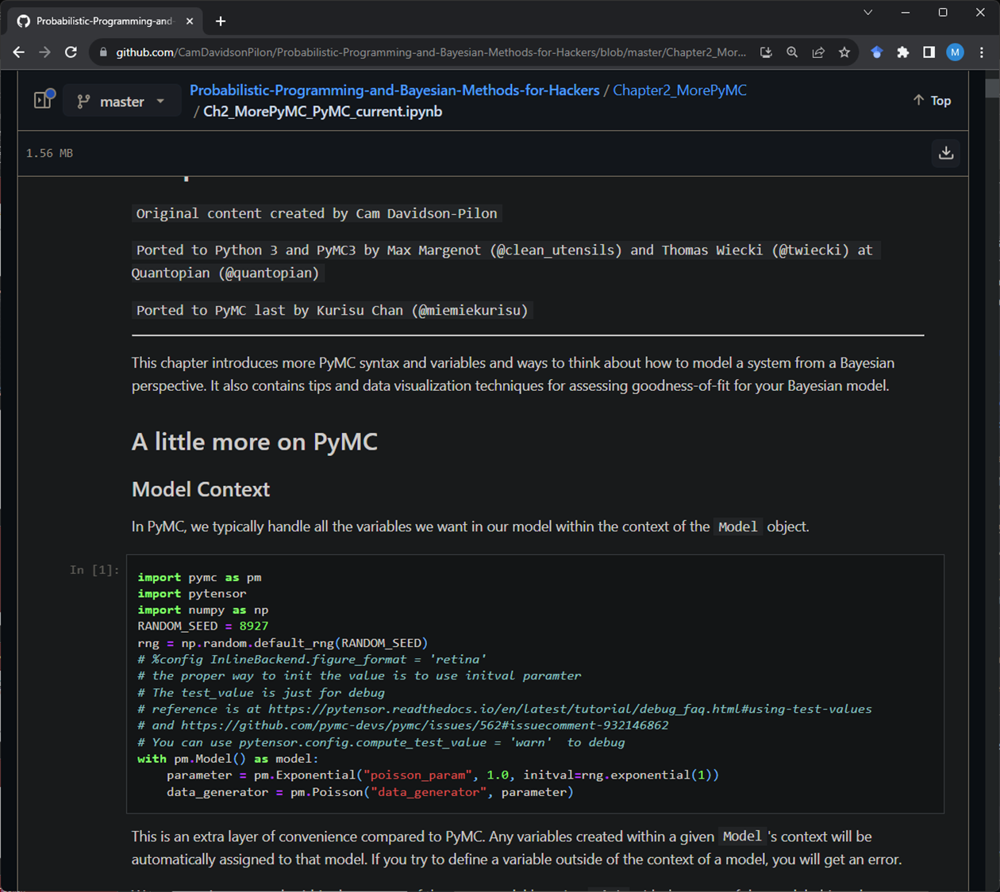 Probabilistic-Programming-and-
github.com/CamDavidsonPilon/Probabilistic-Programming-and-Bayesian-Methods-for-Hackers/blob/master/Chapter2_Mor...
M
master
Probabilistic-Programming-and-Bayesian-Methods-for-Hackers / Chapter2_MorePyMC
/ Ch2_MorePyMC_PyMC_current.ipynb
Top
1.56 MB
Original content created by Cam Davidson-Pilon
Ported to Python 3 and PyMC3 by Max Margenot (@clean_utensils) and Thomas Wiecki (@twiecki) at
Quantopian (@quantopian)
Ported to PyMC last by Kurisu Chan (@miemiekurisu)
This chapter introduces more PyMC syntax and variables and ways to think about how to model a system from a Bayesian
perspective. It also contains tips and data visualization techniques for assessing goodness-of-fit for your Bayesian model.
A little more on PyMC
Model Context
In PyMC, we typically handle all the variables we want in our model within the context of the Model object.
In [1]:
import pymc as pm
import pytensor
import numpy as np
RANDOM_SEED = 8927
rng = np.random.default_rng(RANDOM_SEED)
# %config InlineBackend.figure_format = 'retina'
# the proper way to init the value is to use initval paramter
# The test_value is just for debug
# reference is at https://pytensor.readthedocs.io/en/latest/tutorial/debug_faq.html#using-test-values
# and https://github.com/pymc-devs/pymc/issues/562#issuecomment-932146862
# You can use pytensor.config.compute_test_value = 'warn'  to debug
with pm.Model() as model:
    parameter = pm.Exponential("poisson_param", 1.0, initval=rng.exponential(1))
    data_generator = pm.Poisson("data_generator", parameter)
This is an extra layer of convenience compared to PyMC. Any variables created within a given Model 's context will be
automatically assigned to that model. If you try to define a variable outside of the context of a model, you will get an error.